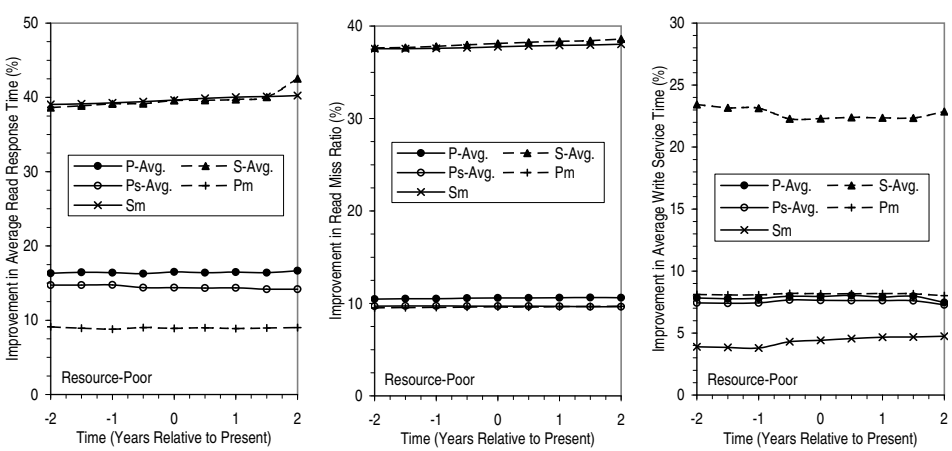 Improvement in Average Read Response Time (%)
50
40
30
20
10
0
P-Avg. S-Avg.
Ps-Avg. Pm
Sm
Resource-Poor
-2 -1 0 1 2
Time (Years Relative to Present)
Improvement in Read Miss Ratio (%)
40
30
20
10
0
P-Avg. S-Avg.
Ps-Avg. Pm
Sm
Resource-Poor
-2 -1 0 1 2
Time (Years Relative to Present)
Improvement in Average Write Service Time (%)
30
25
20
15
10
5
0
P-Avg. S-Avg.
Ps-Avg. Pm
Sm
Resource-Poor
-2 -1 0 1 2
Time (Years Relative to Present)